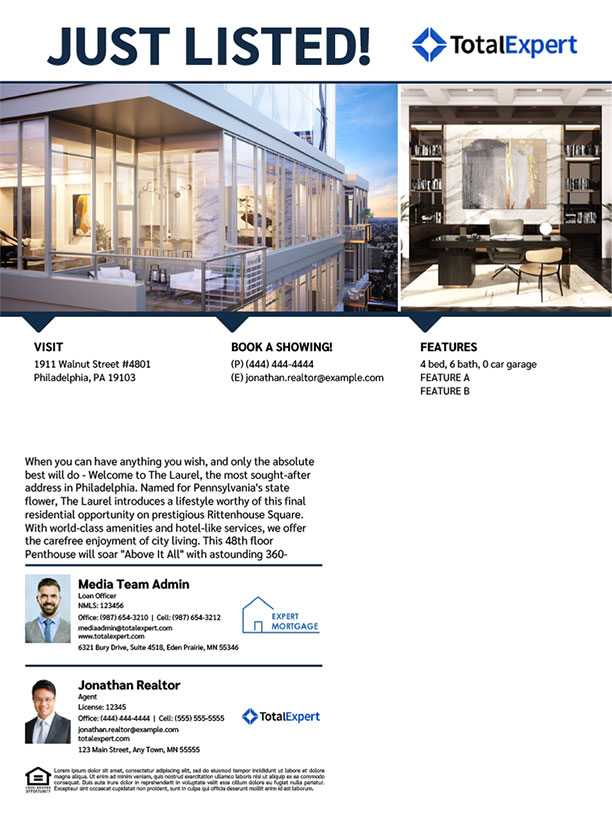 JUST LISTED!
TotalExpert
VISIT
1911 Walnut Street #4801
Philadelphia, PA 19103
BOOK A SHOWING!
(P) (444) 444-4444
(E) jonathan.realtor@example.com
FEATURES
4 bed, 6 bath, 0 car garage
FEATURE A
FEATURE B
When you can have anything you wish, and only the absolute
best will do - Welcome to The Laurel, the most sought-after
address in Philadelphia. Named for Pennsylvania's state
flower, The Laurel introduces a lifestyle worthy of this final
residential opportunity on prestigious Rittenhouse Square.
With world-class amenities and hotel-like services, we offer
the carefree enjoyment of city living. This 48th floor
Penthouse will soar "Above It All" with astounding 360-
Media Team Admin
Loan Officer
NMLS: 123456
Office: (987) 654-3210 | Cell: (987) 654-3212
mediaadmin@totalexpert.com
www.totalexpert.com
6321 Bury Drive, Suite 4518, Eden Prairie, MN 55346
EXPERT
MORTGAGE
Jonathan Realtor
Agent
License: 12345
Office: (444) 444-4444 | Cell: (555) 555-5555
jonathan.realtor@example.com
totalexpert.com
123 Main Street, Any Town, MN 55555
TotalExpert
EQUAL HOUSING
OPPORTUNITY
Lorem ipsum dolor sit amet, consectetur adipiscing elit, sed do eiusmod tempor incididunt ut labore et dolore
magna aliqua. Ut enim ad minim veniam, quis nostrud exercitation ullamco laboris nisi ut aliquip ex ea commodo
consequat. Duis aute irure dolor in reprehenderit in voluptate velit esse cillum dolore eu fugiat nulla pariatur.
Excepteur sint occaecat cupidatat non proident, sunt in culpa qui officia deserunt mollit anim id est laborum.